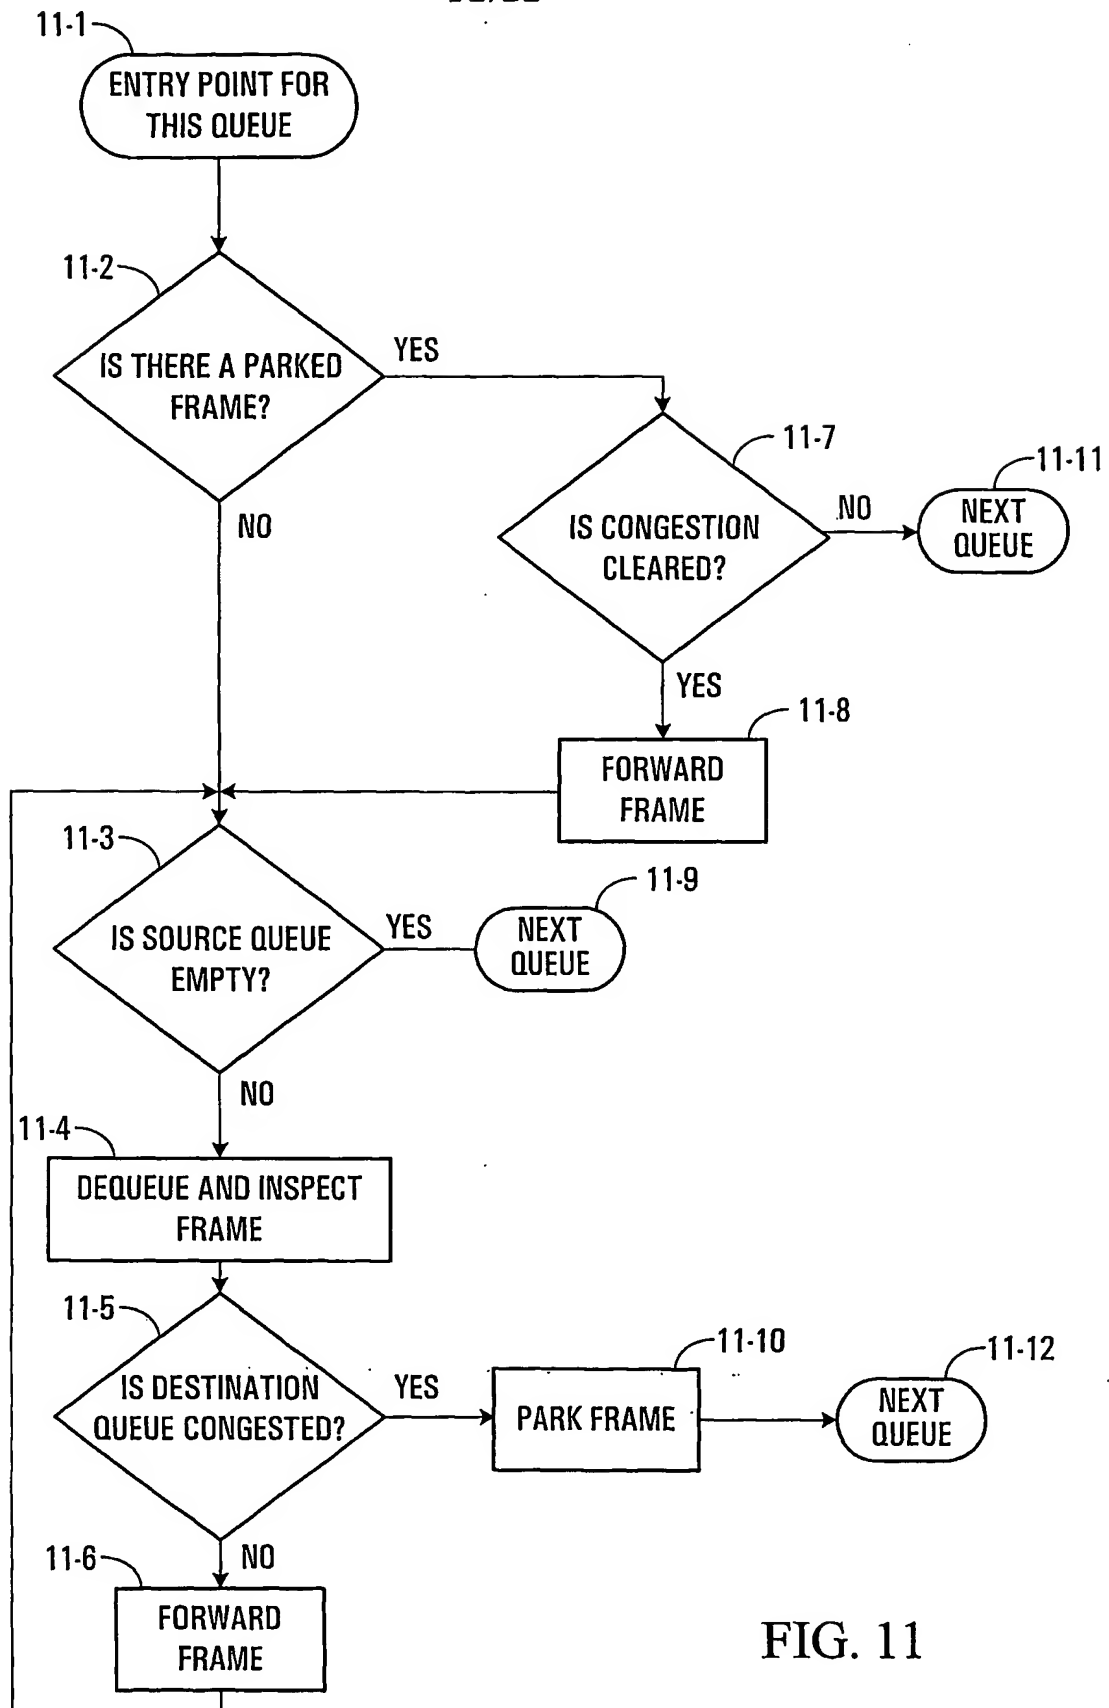 11-1
ENTRY POINT FOR
THIS QUEUE
11-2
IS THERE A PARKED
FRAME?
YES
NO
11-7
IS CONGESTION
CLEARED?
NO
11-11
NEXT
QUEUE
YES
11-8
FORWARD
FRAME
11-3
IS SOURCE QUEUE
EMPTY?
YES
11-9
NEXT
QUEUE
NO
11-4
DEQUEUE AND INSPECT
FRAME
11-5
IS DESTINATION
QUEUE CONGESTED?
YES
11-10
PARK FRAME
11-12
NEXT
QUEUE
NO
11-6
FORWARD
FRAME
FIG. 11